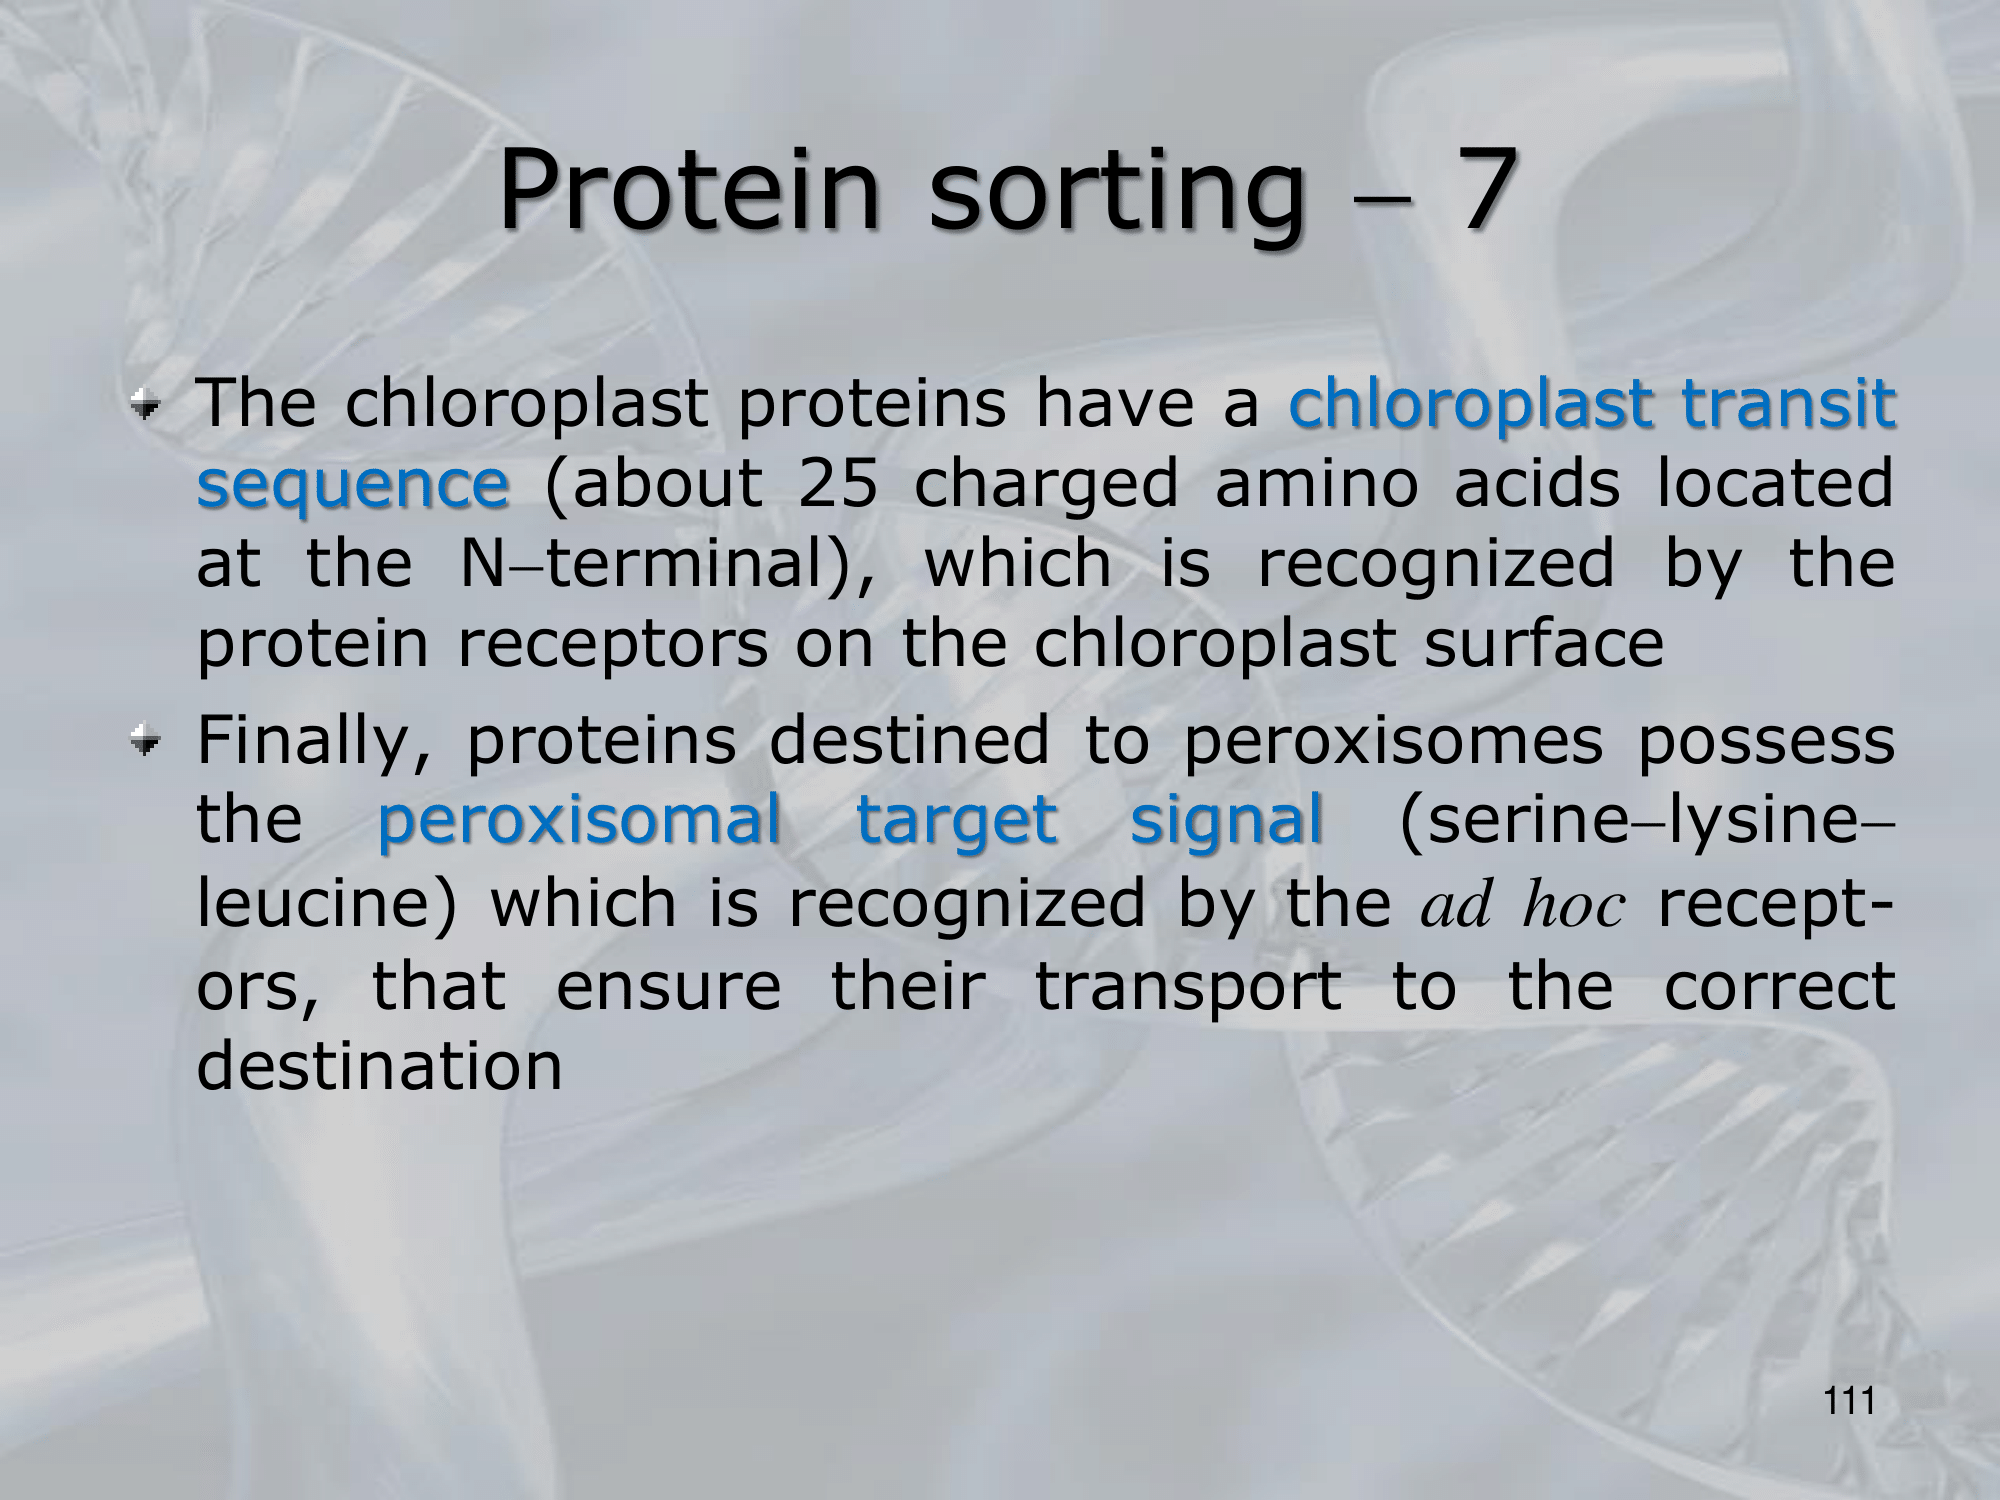 Protein sorting – 7
The chloroplast proteins have a chloroplast transit
sequence (about 25 charged amino acids located
at the N–terminal), which is recognized by the
protein receptors on the chloroplast surface
Finally, proteins destined to peroxisomes possess
the peroxisomal target signal (serine–lysine–
leucine) which is recognized by the ad hoc recept-
ors, that ensure their transport to the correct
destination
111